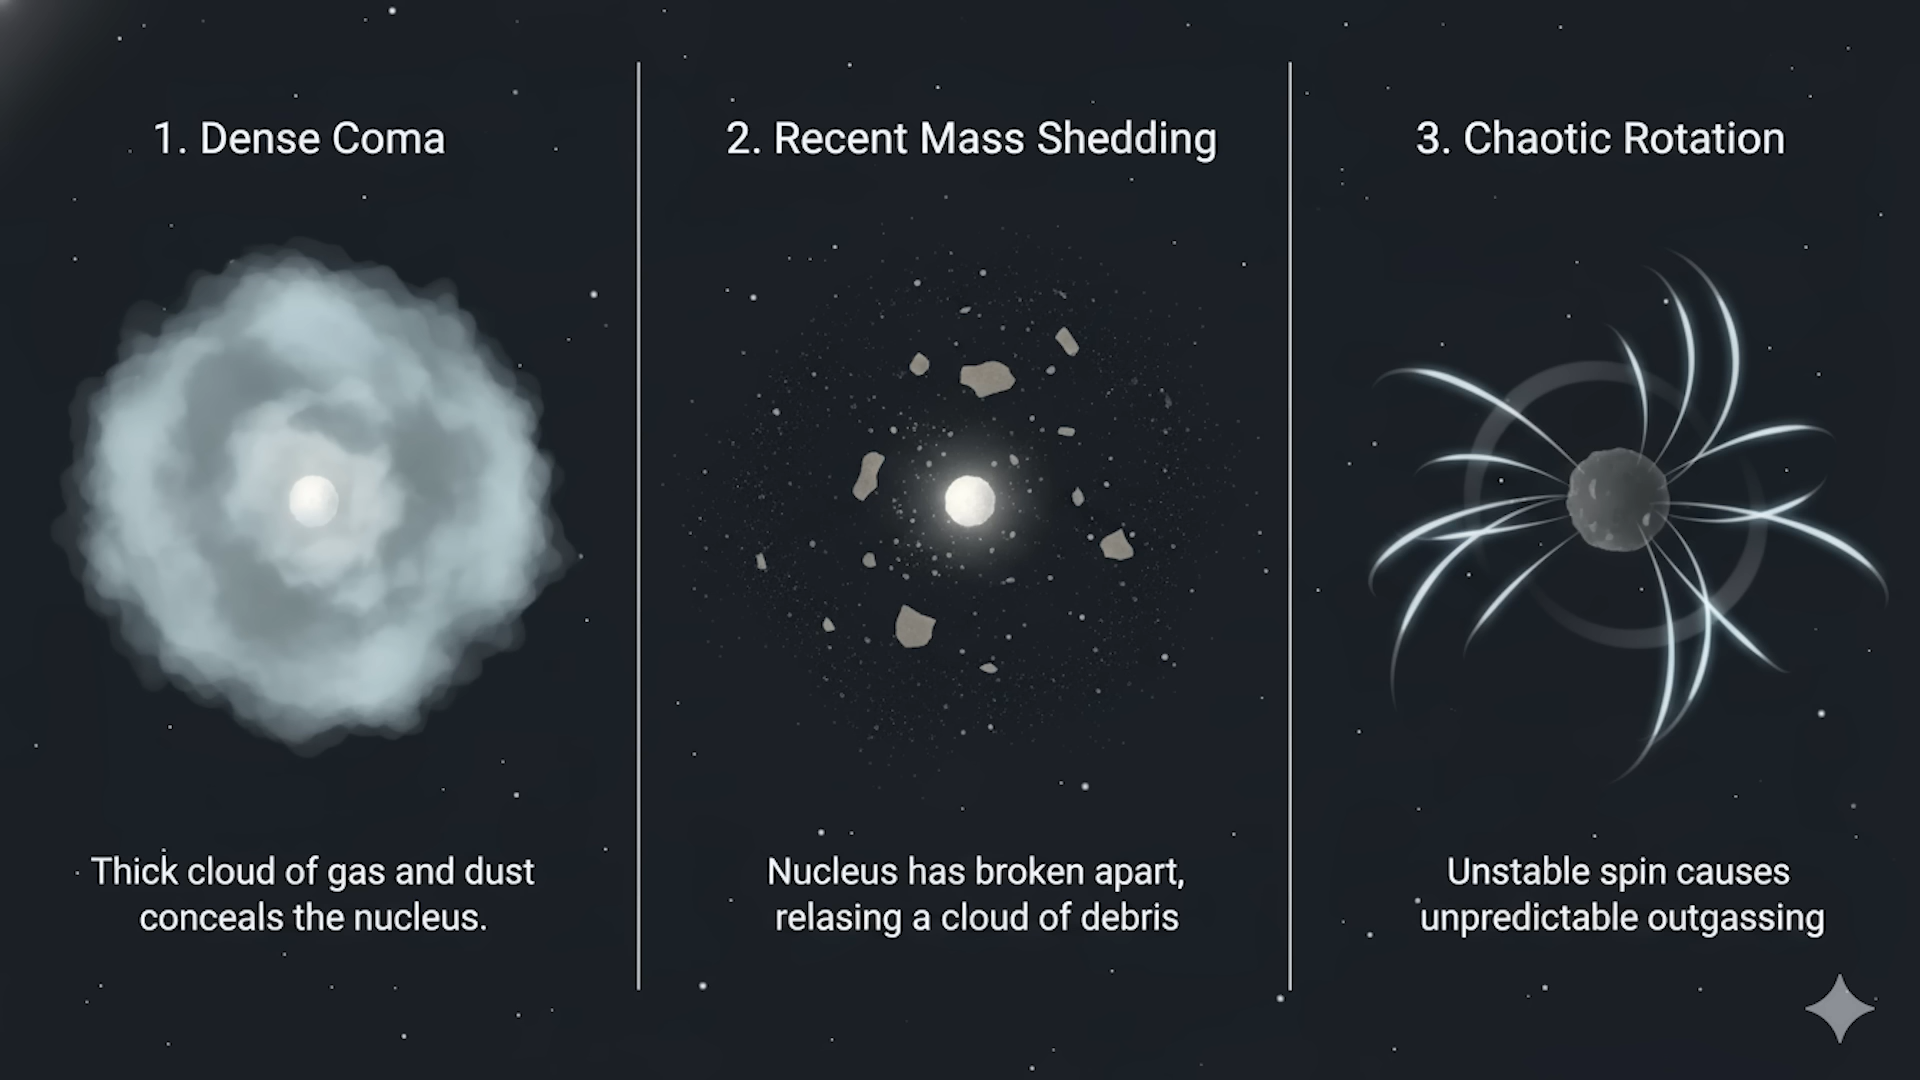 1. Dense Coma
Thick cloud of gas and dust
conceals the nucleus.
2. Recent Mass Shedding
Nucleus has broken apart,
relasing a cloud of debris
3. Chaotic Rotation
Unstable spin causes
unpredictable outgassing